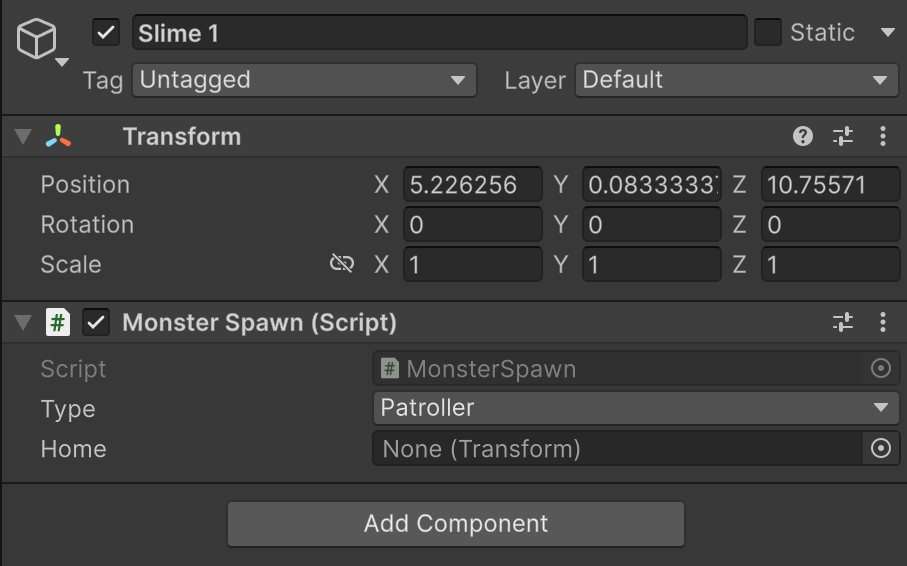 Slime 1 Static
Tag Untagged Layer Default
Transform
Position X 5.226256 Y 0.08333337 Z 10.75571
Rotation X 0 Y 0 Z 0
Scale X 1 Y 1 Z 1
# Monster Spawn (Script)
Script # MonsterSpawn
Type Patroller
Home None (Transform)
Add Component